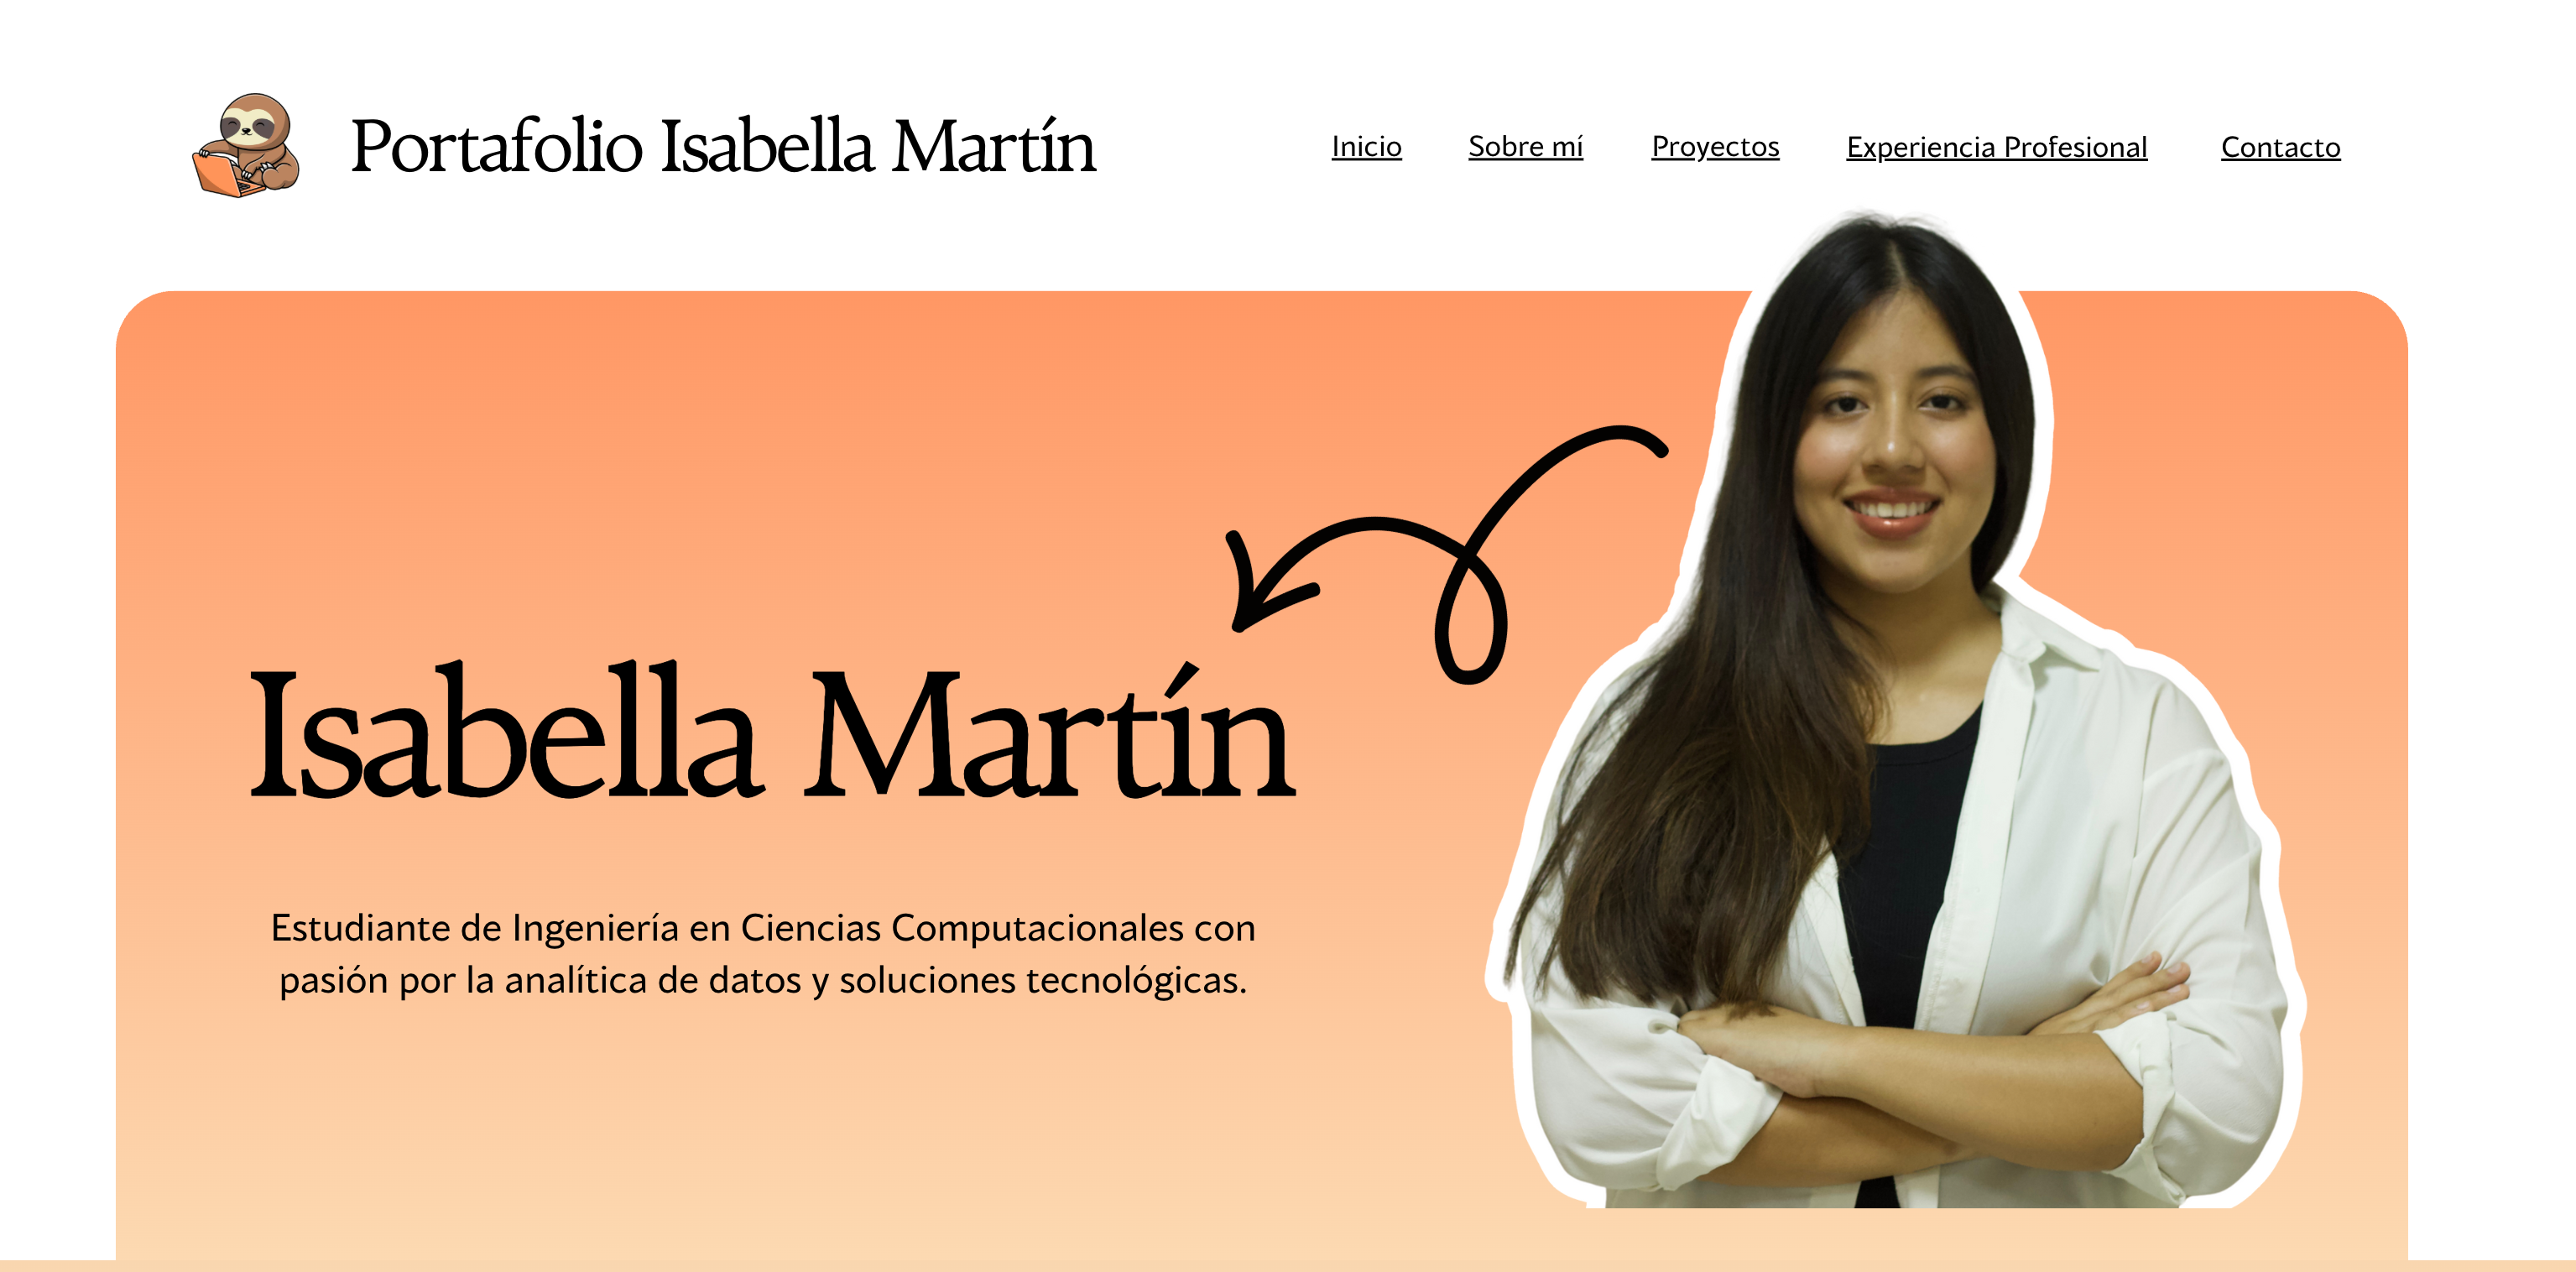 Portafolio Isabella Martín
Inicio
Sobre mí
Proyectos
Experiencia Profesional
Contacto
Isabella Martín
Estudiante de Ingeniería en Ciencias Computacionales con
pasión por la analítica de datos y soluciones tecnológicas.